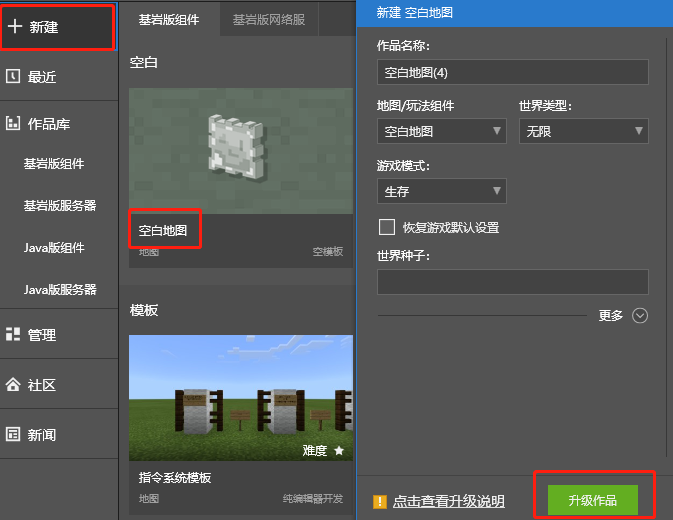 新建
最近
作品库
基岩版组件
基岩版服务器
Java版组件
Java版服务器
管理
社区
新闻
基岩版组件
基岩版网络服
空白
空白地图
地图
空模板
模板
难度
指令系统模板
地图
纯编辑器开发
新建 空白地图
作品名称:
空白地图(4)
地图/玩法组件
世界类型:
空白地图
无限
游戏模式:
生存
恢复游戏默认设置
世界种子:
更多
点击查看升级说明
升级作品